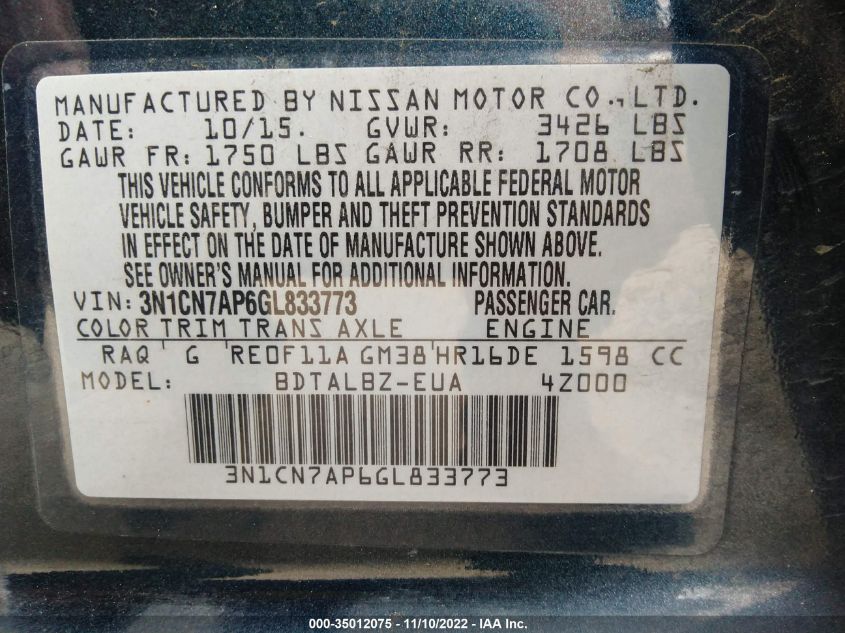 MANUFACTURED BY NISSAN MOTOR CO., LTD.
DATE: 10/15. GVWR: 3426 LBS
GAWR FR: 1750 LBS GAWR RR: 1708 LBS
THIS VEHICLE CONFORMS TO ALL APPLICABLE FEDERAL MOTOR
VEHICLE SAFETY, BUMPER AND THEFT PREVENTION STANDARDS
IN EFFECT ON THE DATE OF MANUFACTURE SHOWN ABOVE.
SEE OWNER'S MANUAL FOR ADDITIONAL INFORMATION.
VIN: 3N1CN7AP6GL833773 PASSENGER CAR.
COLOR TRIM TRANS AXLE ENGINE
RAQ G RE0F11A GM38 HR16DE 1598 CC
MODEL: BDTALBZ-EUA 4Z000
3N1CN7AP6GL833773
000-35012075 - 11/10/2022 - IAA Inc.